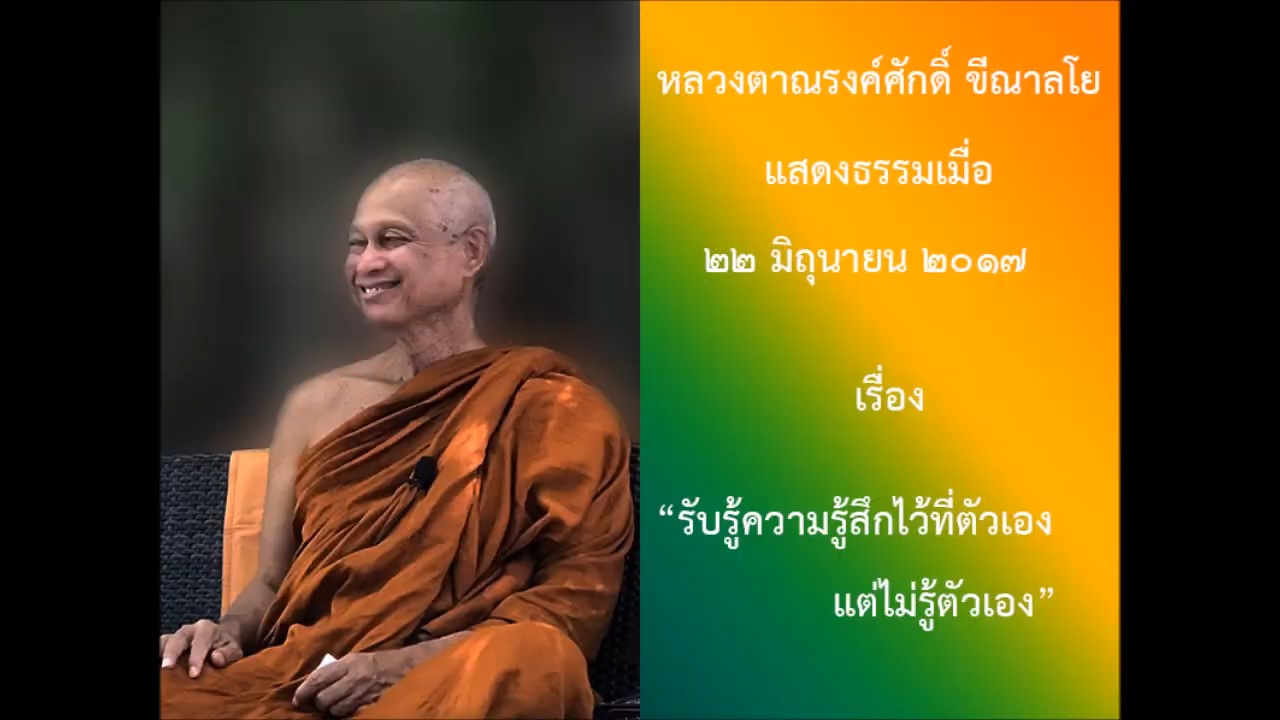 หลวงตาณรงค์ศักดิ์ ขีณาลโย
แสดงธรรมเมื่อ
๒๒ มิถุนายน ๒๐๑๗
เรื่อง
“รับรู้ความรู้สึกไว้ที่ตัวเอง
แต่ไม่รู้ตัวเอง”